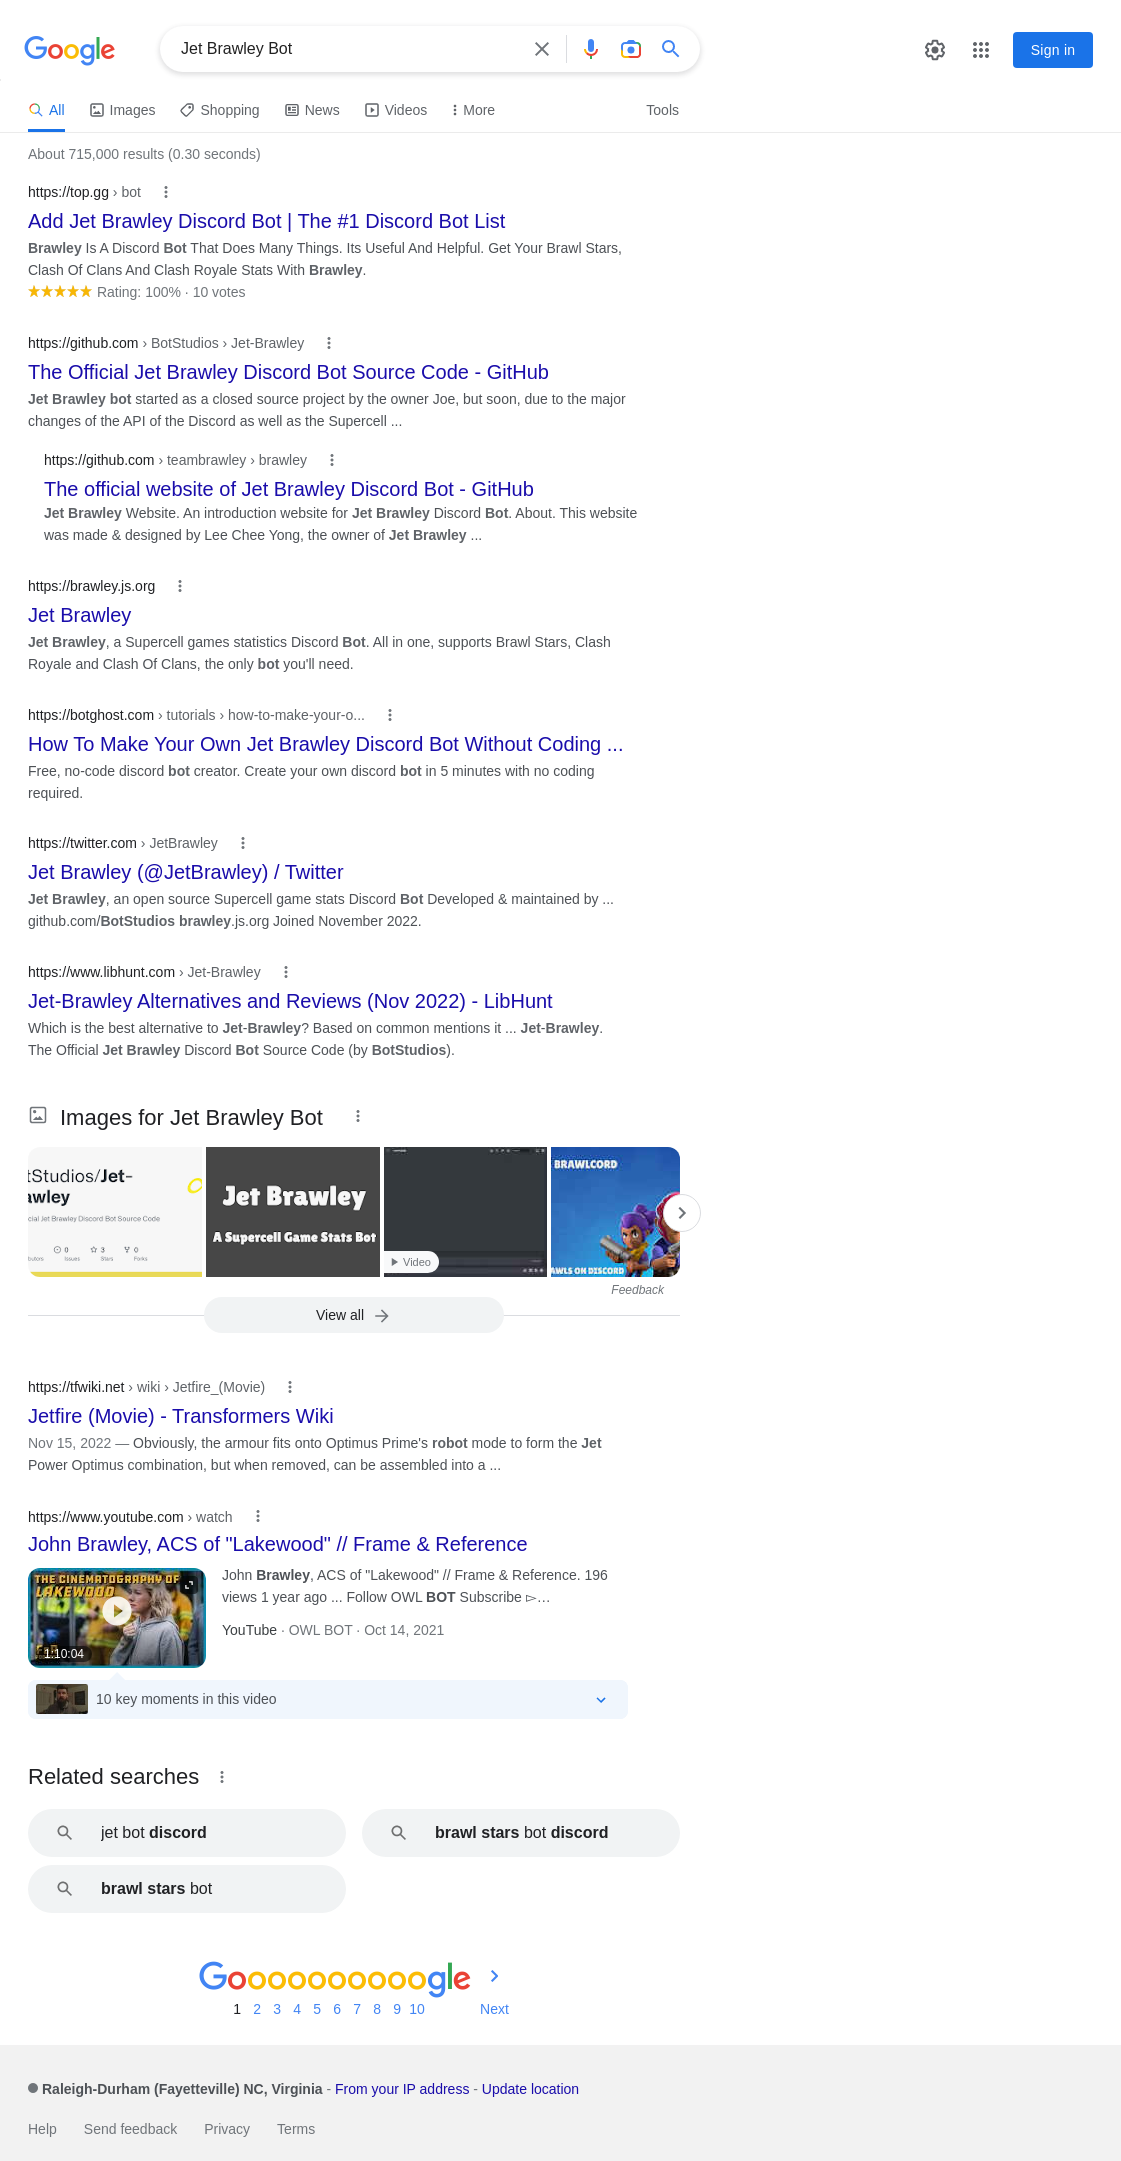 Google
Jet Brawley Bot
Sign in
All Images Shopping News Videos More Tools
About 715,000 results (0.30 seconds)
https://top.gg › bot
Add Jet Brawley Discord Bot | The #1 Discord Bot List
Brawley Is A Discord Bot That Does Many Things. Its Useful And Helpful. Get Your Brawl Stars,
Clash Of Clans And Clash Royale Stats With Brawley.
Rating: 100% · 10 votes
https://github.com › BotStudios › Jet-Brawley
The Official Jet Brawley Discord Bot Source Code - GitHub
Jet Brawley bot started as a closed source project by the owner Joe, but soon, due to the major
changes of the API of the Discord as well as the Supercell ...
https://github.com › teambrawley › brawley
The official website of Jet Brawley Discord Bot - GitHub
Jet Brawley Website. An introduction website for Jet Brawley Discord Bot. About. This website
was made & designed by Lee Chee Yong, the owner of Jet Brawley ...
https://brawley.js.org
Jet Brawley
Jet Brawley, a Supercell games statistics Discord Bot. All in one, supports Brawl Stars, Clash
Royale and Clash Of Clans, the only bot you'll need.
https://botghost.com › tutorials › how-to-make-your-o...
How To Make Your Own Jet Brawley Discord Bot Without Coding ...
Free, no-code discord bot creator. Create your own discord bot in 5 minutes with no coding
required.
https://twitter.com › JetBrawley
Jet Brawley (@JetBrawley) / Twitter
Jet Brawley, an open source Supercell game stats Discord Bot Developed & maintained by ...
github.com/BotStudios brawley.js.org Joined November 2022.
https://www.libhunt.com › Jet-Brawley
Jet-Brawley Alternatives and Reviews (Nov 2022) - LibHunt
Which is the best alternative to Jet-Brawley? Based on common mentions it ... Jet-Brawley.
The Official Jet Brawley Discord Bot Source Code (by BotStudios).
Images for Jet Brawley Bot
tStudios/Jet-
awley
cial Jet Brawley Discord Bot Source Code
0 3 0
butors Issues Stars Forks
Jet Brawley
A Supercell Game Stats Bot
Video
BRAWLCORD
AWLS ON DISCORD
Feedback
View all
https://tfwiki.net › wiki › Jetfire_(Movie)
Jetfire (Movie) - Transformers Wiki
Nov 15, 2022 — Obviously, the armour fits onto Optimus Prime's robot mode to form the Jet
Power Optimus combination, but when removed, can be assembled into a ...
https://www.youtube.com › watch
John Brawley, ACS of "Lakewood" // Frame & Reference
THE CINEMATOGRAPHY OF
LAKEWOOD
1:10:04
John Brawley, ACS of "Lakewood" // Frame & Reference. 196
views 1 year ago ... Follow OWL BOT Subscribe ▻…
YouTube · OWL BOT · Oct 14, 2021
10 key moments in this video
Related searches
jet bot discord
brawl stars bot discord
brawl stars bot
Goooooooooogle
1 2 3 4 5 6 7 8 9 10 Next
Raleigh-Durham (Fayetteville) NC, Virginia - From your IP address - Update location
Help Send feedback Privacy Terms